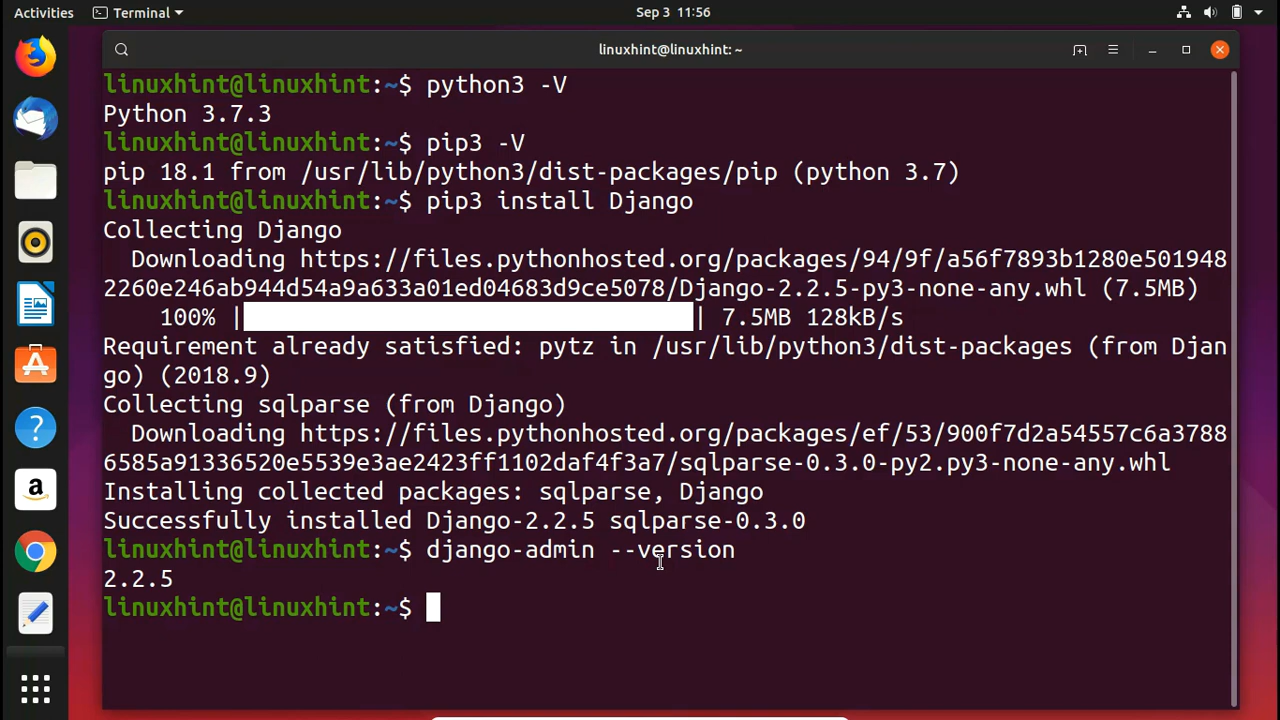 Activities Terminal Sep 3 11:56
linuxhint@linuxhint: ~
linuxhint@linuxhint:~$ python3 -V
Python 3.7.3
linuxhint@linuxhint:~$ pip3 -V
pip 18.1 from /usr/lib/python3/dist-packages/pip (python 3.7)
linuxhint@linuxhint:~$ pip3 install Django
Collecting Django
  Downloading https://files.pythonhosted.org/packages/94/9f/a56f7893b1280e501948
2260e246ab944d54a9a633a01ed04683d9ce5078/Django-2.2.5-py3-none-any.whl (7.5MB)
    100% |████████████████████████████████| 7.5MB 128kB/s
Requirement already satisfied: pytz in /usr/lib/python3/dist-packages (from Djan
go) (2018.9)
Collecting sqlparse (from Django)
  Downloading https://files.pythonhosted.org/packages/ef/53/900f7d2a54557c6a3788
6585a91336520e5539e3ae2423ff1102daf4f3a7/sqlparse-0.3.0-py2.py3-none-any.whl
Installing collected packages: sqlparse, Django
Successfully installed Django-2.2.5 sqlparse-0.3.0
linuxhint@linuxhint:~$ django-admin --version
2.2.5
linuxhint@linuxhint:~$